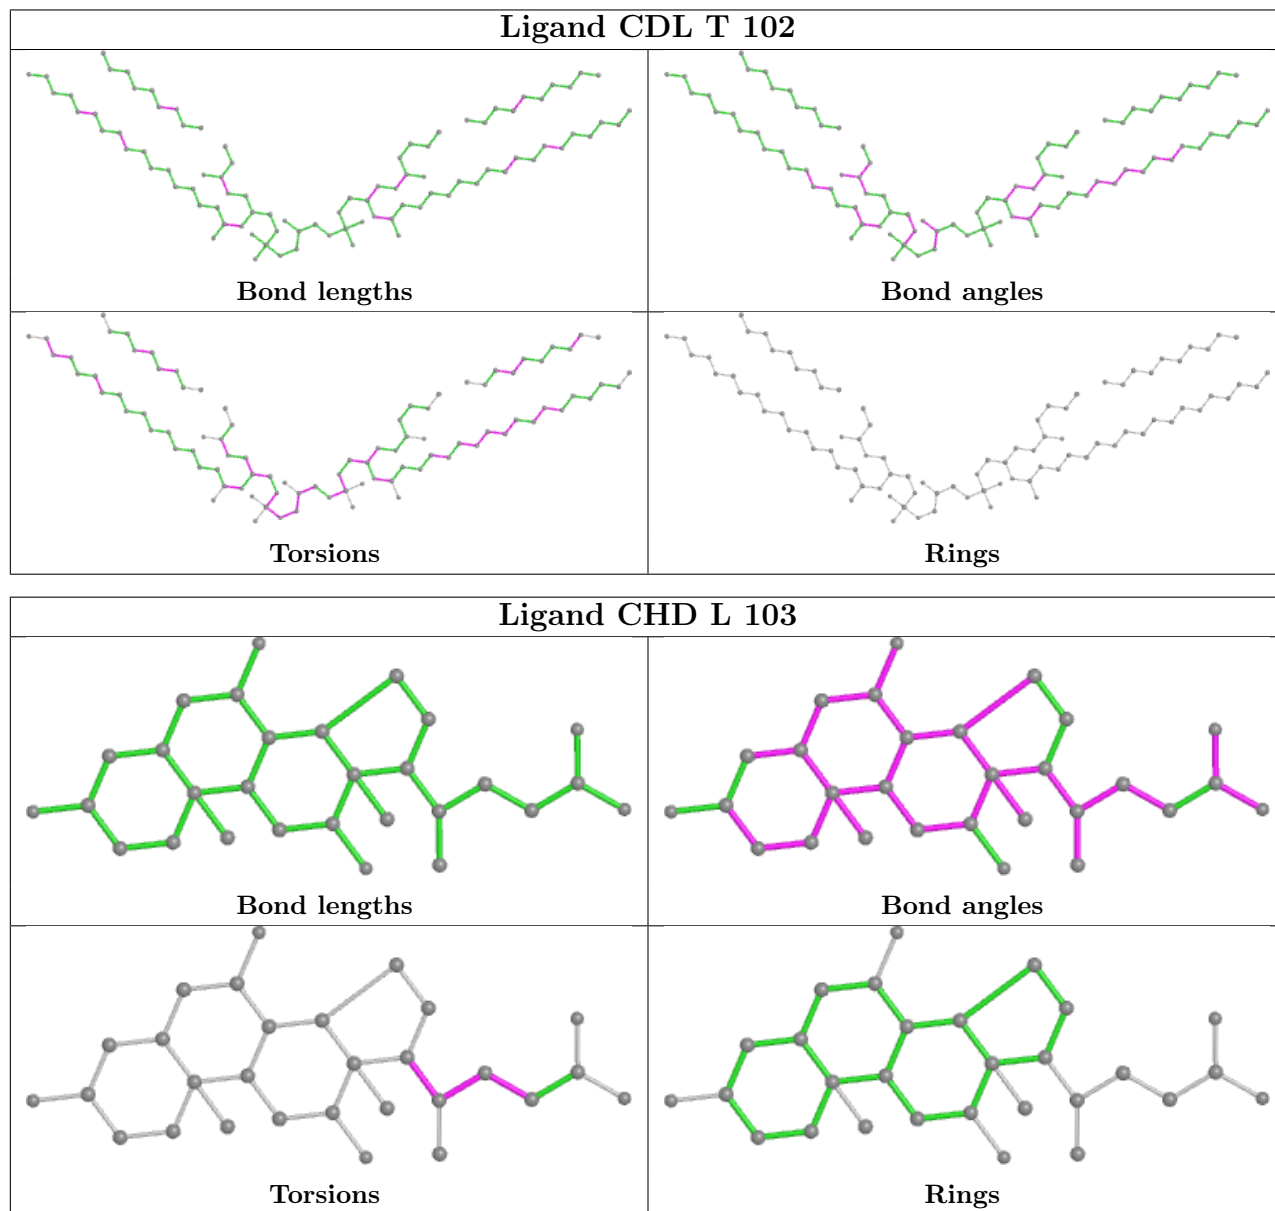 Ligand CDL T 102
Bond lengths
Bond angles
Torsions
Rings
Ligand CHD L 103
Bond lengths
Bond angles
Torsions
Rings